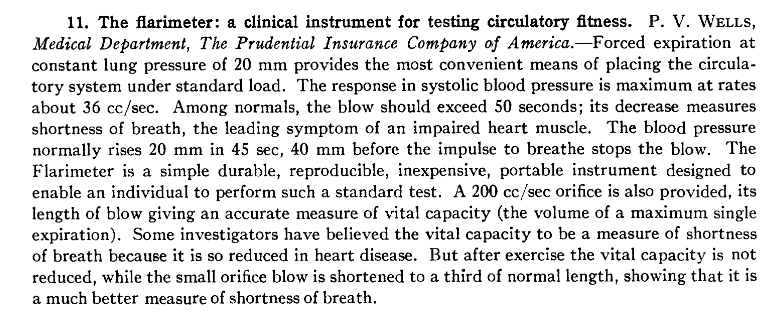 11. The flarimeter: a clinical instrument for testing circulatory fitness. P. V. WELLS,
Medical Department, The Prudential Insurance Company of America.—Forced expiration at
constant lung pressure of 20 mm provides the most convenient means of placing the circula-
tory system under standard load. The response in systolic blood pressure is maximum at rates
about 36 cc/sec. Among normals, the blow should exceed 50 seconds; its decrease measures
shortness of breath, the leading symptom of an impaired heart muscle. The blood pressure
normally rises 20 mm in 45 sec, 40 mm before the impulse to breathe stops the blow. The
Flarimeter is a simple durable, reproducible, inexpensive, portable instrument designed to
enable an individual to perform such a standard test. A 200 cc/sec orifice is also provided, its
length of blow giving an accurate measure of vital capacity (the volume of a maximum single
expiration). Some investigators have believed the vital capacity to be a measure of shortness
of breath because it is so reduced in heart disease. But after exercise the vital capacity is not
reduced, while the small orifice blow is shortened to a third of normal length, showing that it is
a much better measure of shortness of breath.